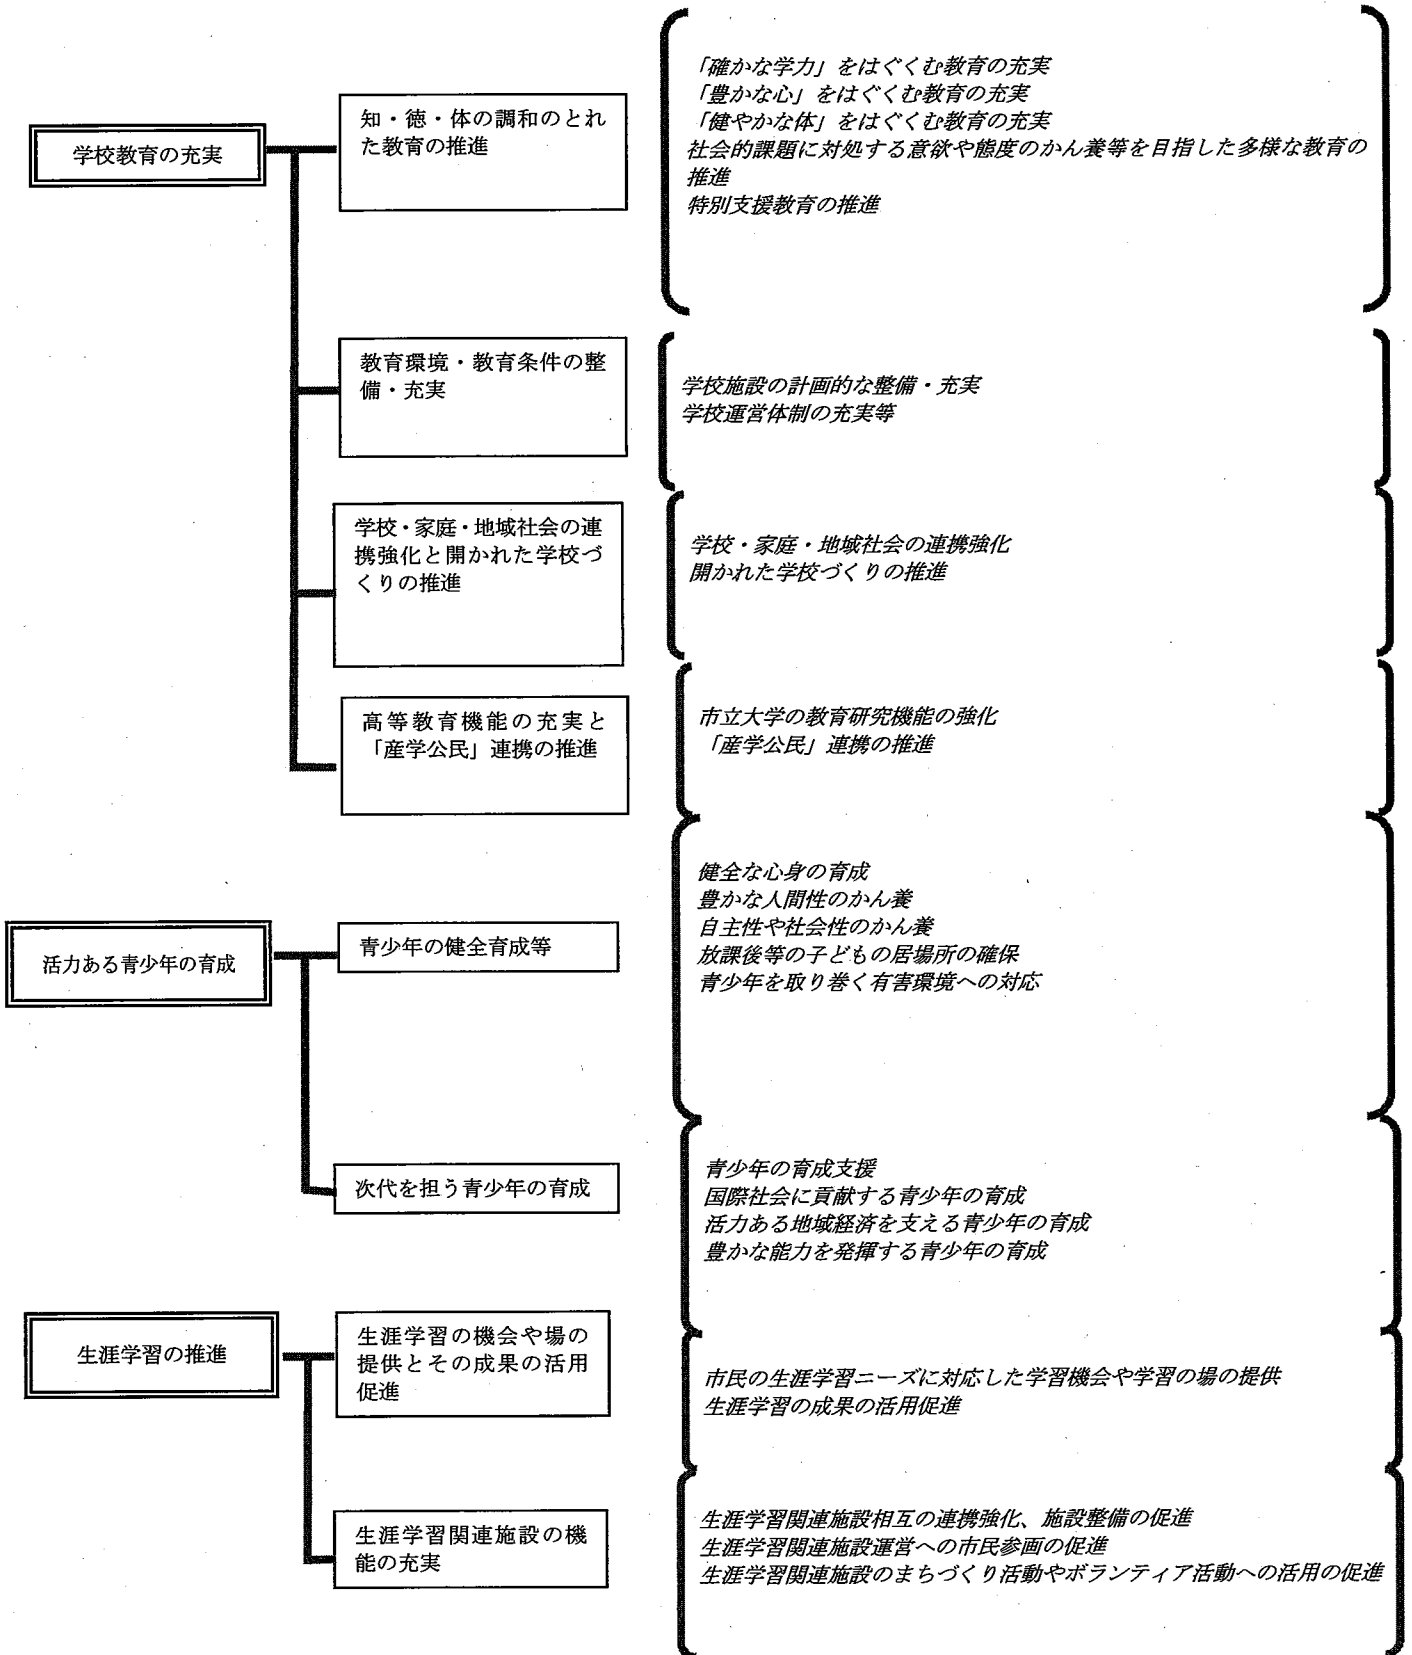 学校教育の充実
知・徳・体の調和のとれ
た教育の推進
「確かな学力」をはぐくむ教育の充実
「豊かな心」をはぐくむ教育の充実
「健やかな体」をはぐくむ教育の充実
社会的課題に対処する意欲や態度のかん養等を目指した多様な教育の
推進
特別支援教育の推進
教育環境・教育条件の整
備・充実
学校施設の計画的な整備・充実
学校運営体制の充実等
学校・家庭・地域社会の連
携強化と開かれた学校づ
くりの推進
学校・家庭・地域社会の連携強化
開かれた学校づくりの推進
高等教育機能の充実と
「産学公民」連携の推進
市立大学の教育研究機能の強化
「産学公民」連携の推進
活力ある青少年の育成
青少年の健全育成等
健全な心身の育成
豊かな人間性のかん養
自主性や社会性のかん養
放課後等の子どもの居場所の確保
青少年を取り巻く有害環境への対応
次代を担う青少年の育成
青少年の育成支援
国際社会に貢献する青少年の育成
活力ある地域経済を支える青少年の育成
豊かな能力を発揮する青少年の育成
生涯学習の推進
生涯学習の機会や場の
提供とその成果の活用
促進
市民の生涯学習ニーズに対応した学習機会や学習の場の提供
生涯学習の成果の活用促進
生涯学習関連施設の機
能の充実
生涯学習関連施設相互の連携強化、施設整備の促進
生涯学習関連施設運営への市民参画の促進
生涯学習関連施設のまちづくり活動やボランティア活動への活用の促進